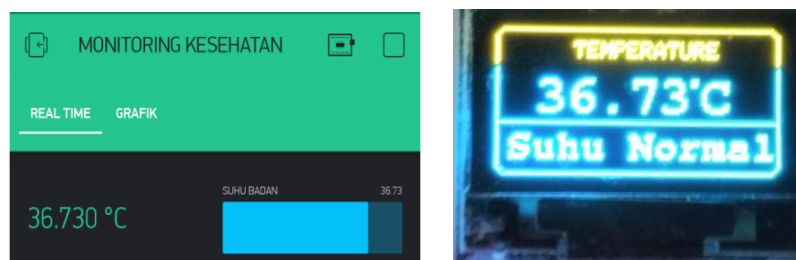 MONITORING KESEHATAN
REAL TIME GRAFIK
SUHU BADAN 36.73
36.730 °C
TEMPERATURE
36.73°C
Suhu Normal